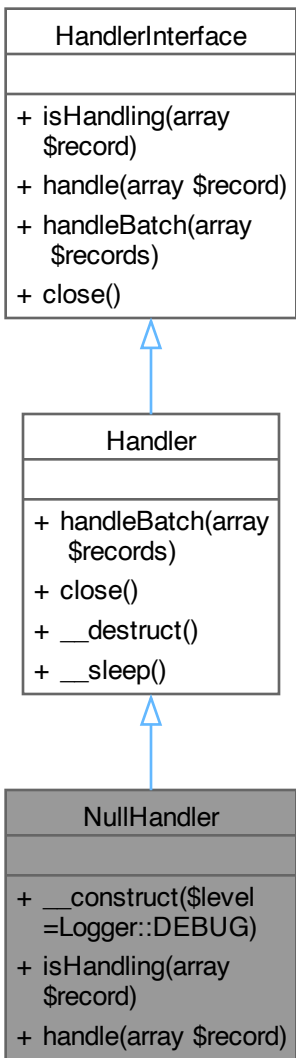 HandlerInterface
+ isHandling(array
$record)
+ handle(array $record)
+ handleBatch(array
$records)
+ close()
Handler
+ handleBatch(array
$records)
+ close()
+ __destruct()
+ __sleep()
NullHandler
+ __construct($level
=Logger::DEBUG)
+ isHandling(array
$record)
+ handle(array $record)